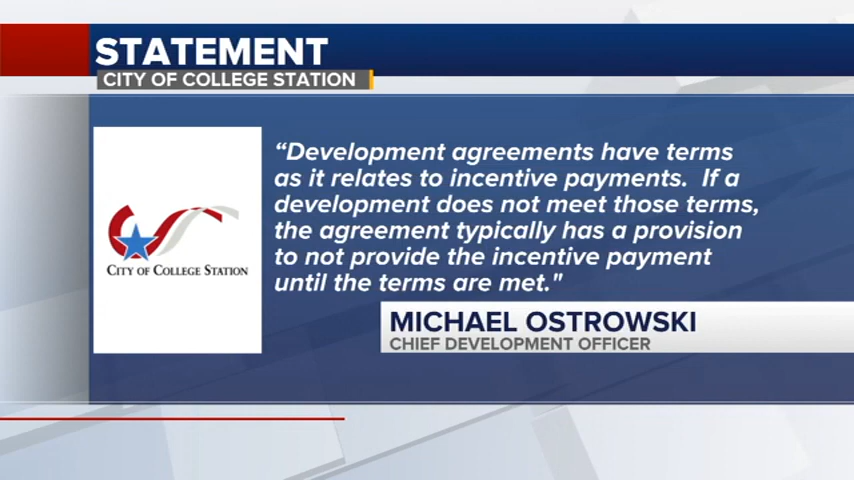 STATEMENT
CITY OF COLLEGE STATION
“Development agreements have terms
as it relates to incentive payments.  If a
development does not meet those terms,
the agreement typically has a provision
to not provide the incentive payment
until the terms are met."
CITY OF COLLEGE STATION
MICHAEL OSTROWSKI
CHIEF DEVELOPMENT OFFICER